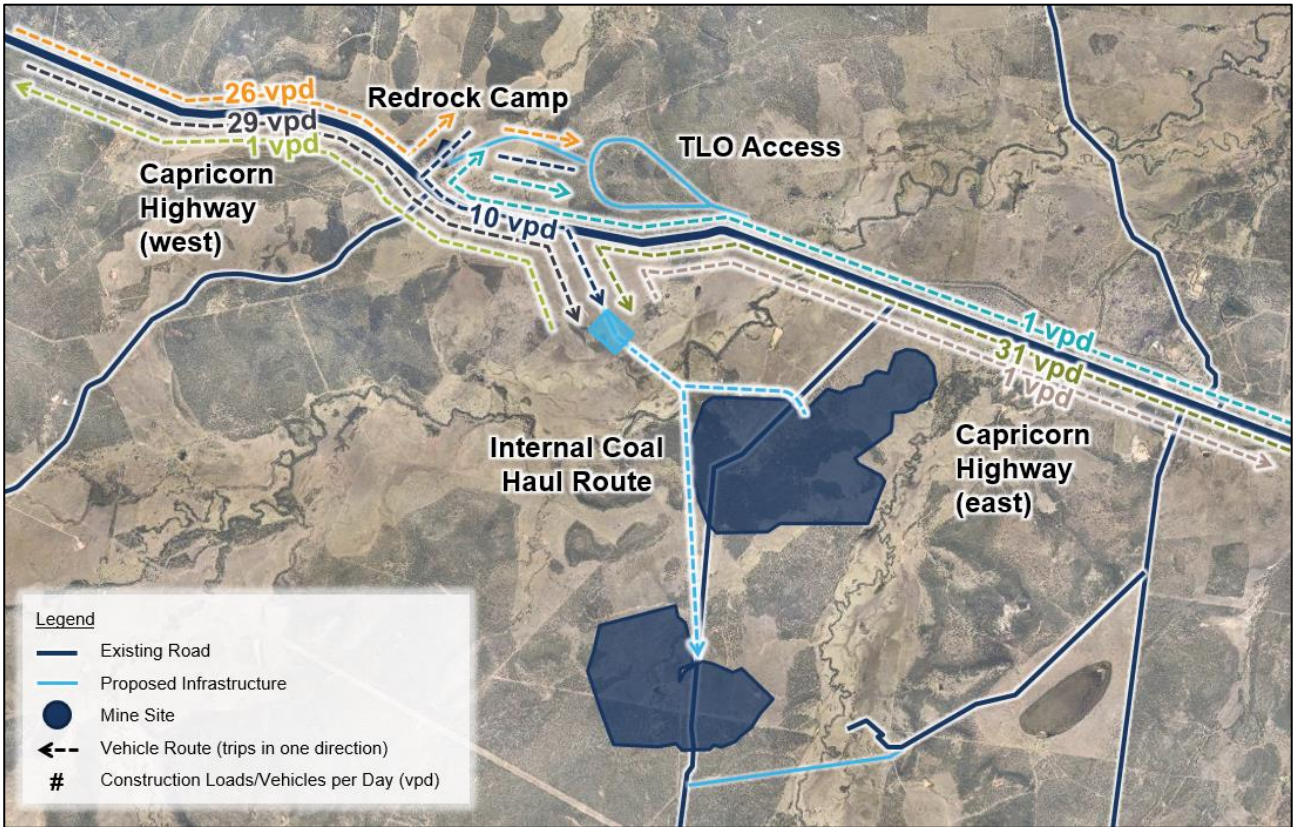 26 vpd
29 vpd
1 vpd
Redrock Camp
TLO Access
Capricorn
Highway
(west)
10 vpd
1 vpd
31 vpd
1 vpd
Internal Coal
Haul Route
Capricorn
Highway
(east)
Legend
Existing Road
Proposed Infrastructure
Mine Site
Vehicle Route (trips in one direction)
# Construction Loads/Vehicles per Day (vpd)